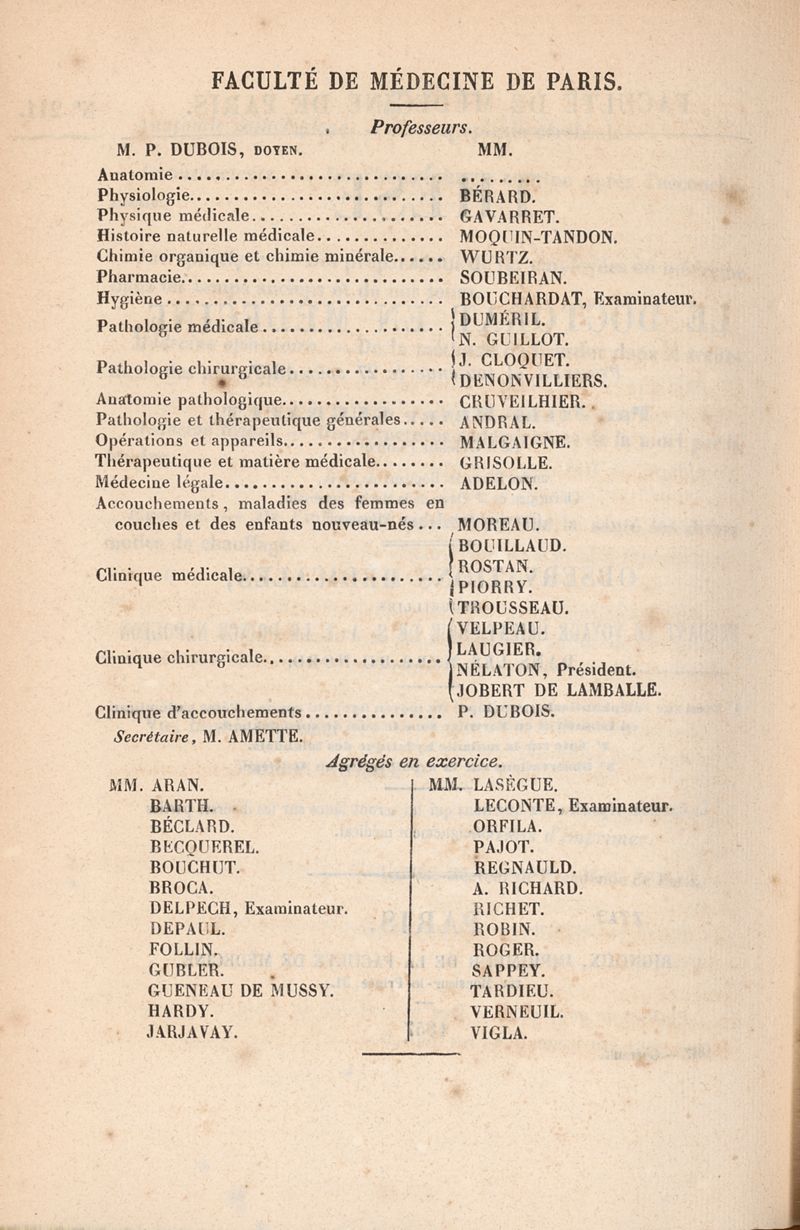 FACULTÉ DE MÉDECINE DE PARIS.
Professeurs.
M. P. DUBOIS, DOYEN. MM.
Anatomie ............................ .........
Physiologie............................ BÉRARD.
Physique médicale..................... GAVARRET.
Histoire naturelle médicale.............. MOQUIN-TANDON.
Chimie organique et chimie minérale...... WURTZ.
Pharmacie............................. SOUBEIRAN.
Hygiène .............................. BOUCHARDAT, Examinateur.
Pathologie médicale .................... DUMÉRIL.
N. GUILLOT.
Pathologie chirurgicale................. J. CLOQUET.
DENONVILLIERS.
Anatomie pathologique.................. CRUVEILHIER.
Pathologie et thérapeutique générales..... ANDRAL.
Opérations et appareils.................. MALGAIGNE.
Thérapeutique et matière médicale........ GRISOLLE.
Médecine légale........................ ADELON.
Accouchements, maladies des femmes en
couches et des enfants nouveau-nés... MOREAU.
Clinique médicale...................... BOUILLAUD.
ROSTAN.
PIORRY.
TROUSSEAU.
Clinique chirurgicale.................... VELPEAU.
LAUGIER.
NÉLATON, Président.
JOBERT DE LAMBALLE.
Clinique d'accouchements ............... P. DUBOIS.
Secrétaire, M. AMETTE.
Agrégés en exercice.
MM. ARAN.
BARTH.
BÉCLARD.
BECQUEREL.
BOUCHUT.
BROCA.
DELPECH, Examinateur.
DEPAUL.
FOLLIN.
GUBLER.
GUENEAU DE MUSSY.
HARDY.
JARJAVAY.
MM. LASÈGUE.
LECONTE, Examinateur.
ORFILA.
PAJOT.
REGNAULD.
A. RICHARD.
RICHET.
ROBIN.
ROGER.
SAPPEY.
TARDIEU.
VERNEUIL.
VIGLA.